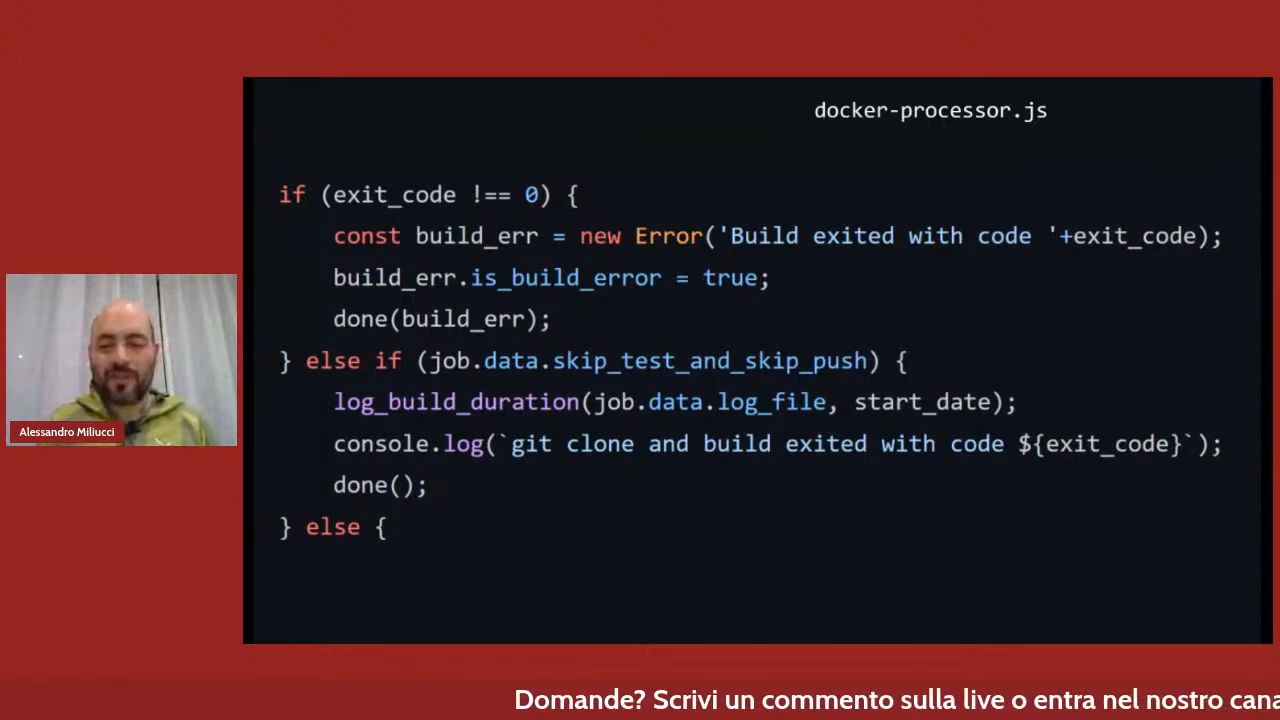 docker-processor.js
if (exit_code !== 0) {
const build_err = new Error('Build exited with code '+exit_code);
build_err.is_build_error = true;
done(build_err);
} else if (job.data.skip_test_and_skip_push) {
log_build_duration(job.data.log_file, start_date);
console.log(`git clone and build exited with code ${exit_code}`);
done();
} else {
Alessandro Miliucci
Domande? Scrivi un commento sulla live o entra nel nostro cana